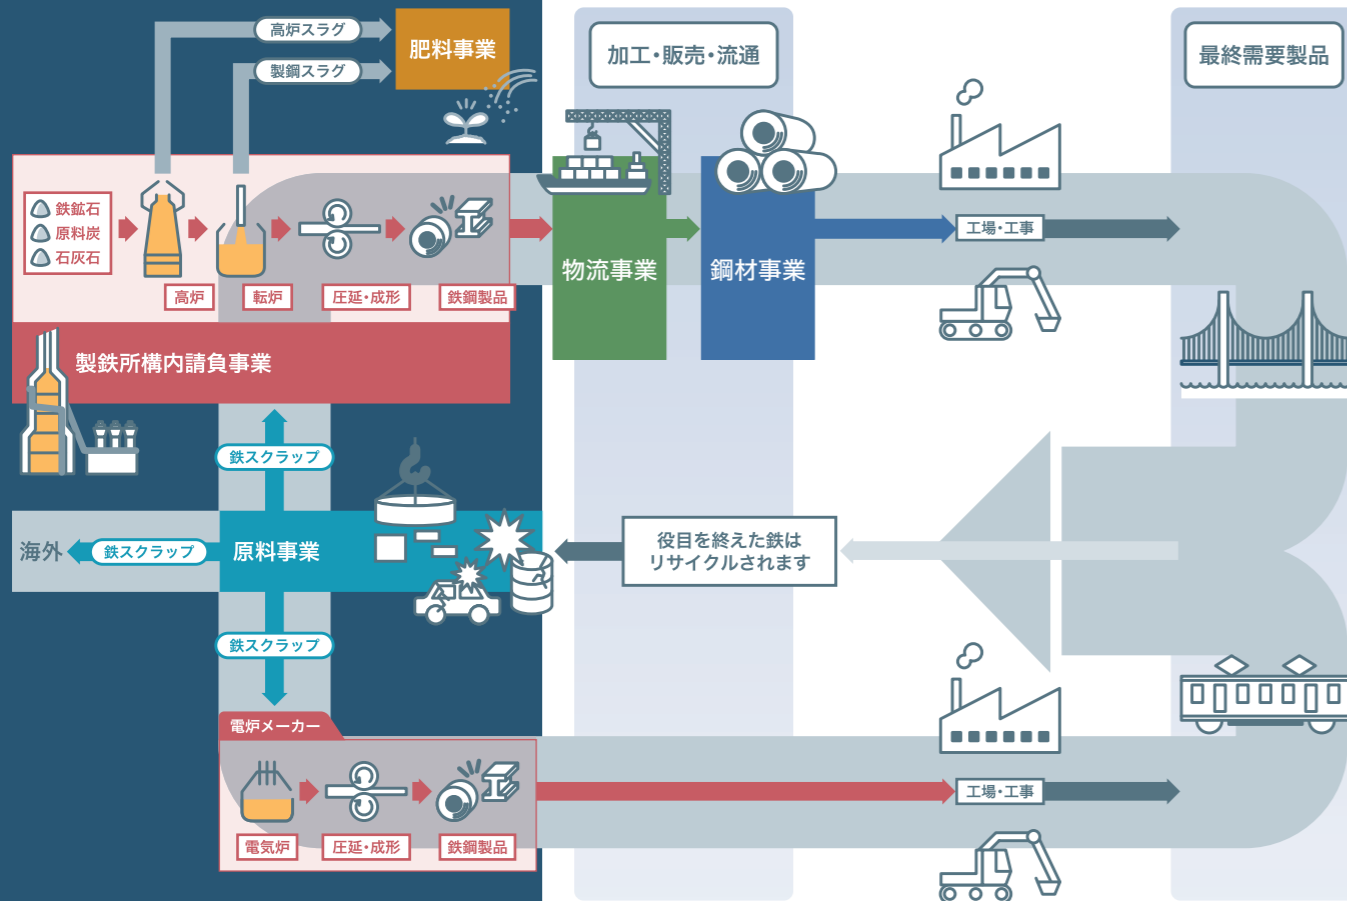 高炉スラグ
製鋼スラグ
肥料事業
加工・販売・流通
最終需要製品
鉄鉱石
原料炭
石灰石
高炉
転炉
圧延・成形
鉄鋼製品
物流事業
鋼材事業
工場・工事
製鉄所構内請負事業
鉄スクラップ
海外
鉄スクラップ
原料事業
役目を終えた鉄は
リサイクルされます
鉄スクラップ
電炉メーカー
電気炉
圧延・成形
鉄鋼製品
工場・工事